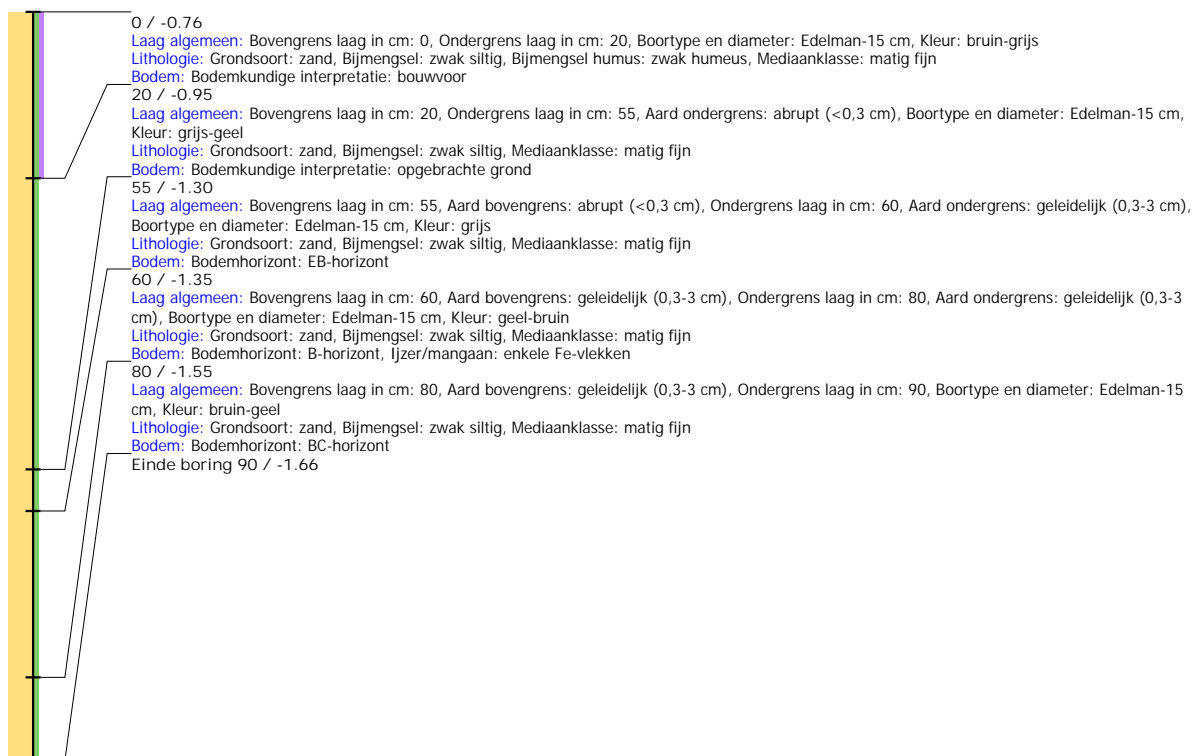 0 / -0.76
Laag algemeen: Bovengrens laag in cm: 0, Ondergrens laag in cm: 20, Boortype en diameter: Edelman-15 cm, Kleur: bruin-grijs
Lithologie: Grondsoort: zand, Bijmengsel: zwak siltig, Bijmengsel humus: zwak humeus, Mediaanklasse: matig fijn
Bodem: Bodemkundige interpretatie: bouwvoor
20 / -0.95
Laag algemeen: Bovengrens laag in cm: 20, Ondergrens laag in cm: 55, Aard ondergrens: abrupt (<0,3 cm), Boortype en diameter: Edelman-15 cm,
Kleur: grijs-geel
Lithologie: Grondsoort: zand, Bijmengsel: zwak siltig, Mediaanklasse: matig fijn
Bodem: Bodemkundige interpretatie: opgebrachte grond
55 / -1.30
Laag algemeen: Bovengrens laag in cm: 55, Aard bovengrens: abrupt (<0,3 cm), Ondergrens laag in cm: 60, Aard ondergrens: geleidelijk (0,3-3 cm),
Boortype en diameter: Edelman-15 cm, Kleur: grijs
Lithologie: Grondsoort: zand, Bijmengsel: zwak siltig, Mediaanklasse: matig fijn
Bodem: Bodemhorizont: EB-horizont
60 / -1.35
Laag algemeen: Bovengrens laag in cm: 60, Aard bovengrens: geleidelijk (0,3-3 cm), Ondergrens laag in cm: 80, Aard ondergrens: geleidelijk (0,3-3
cm), Boortype en diameter: Edelman-15 cm, Kleur: geel-bruin
Lithologie: Grondsoort: zand, Bijmengsel: zwak siltig, Mediaanklasse: matig fijn
Bodem: Bodemhorizont: B-horizont, Ijzer/mangaan: enkele Fe-vlekken
80 / -1.55
Laag algemeen: Bovengrens laag in cm: 80, Aard bovengrens: geleidelijk (0,3-3 cm), Ondergrens laag in cm: 90, Boortype en diameter: Edelman-15
cm, Kleur: bruin-geel
Lithologie: Grondsoort: zand, Bijmengsel: zwak siltig, Mediaanklasse: matig fijn
Bodem: Bodemhorizont: BC-horizont
Einde boring 90 / -1.66